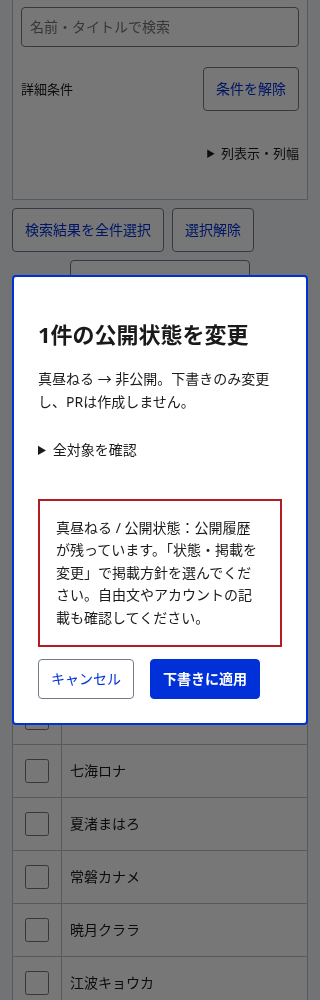 名前・タイトルで検索
詳細条件
条件を解除
▶ 列表示・列幅
検索結果を全件選択
選択解除
1件の公開状態を変更
真昼ねる → 非公開。下書きのみ変更
し、PRは作成しません。
▶ 全対象を確認
真昼ねる / 公開状態：公開履歴
が残っています。「状態・掲載を
変更」で掲載方針を選んでくだ
さい。自由文やアカウントの記
載も確認してください。
キャンセル
下書きに適用
七海ロナ
夏渚まはろ
常磐カナメ
暁月クララ
江波キョウカ